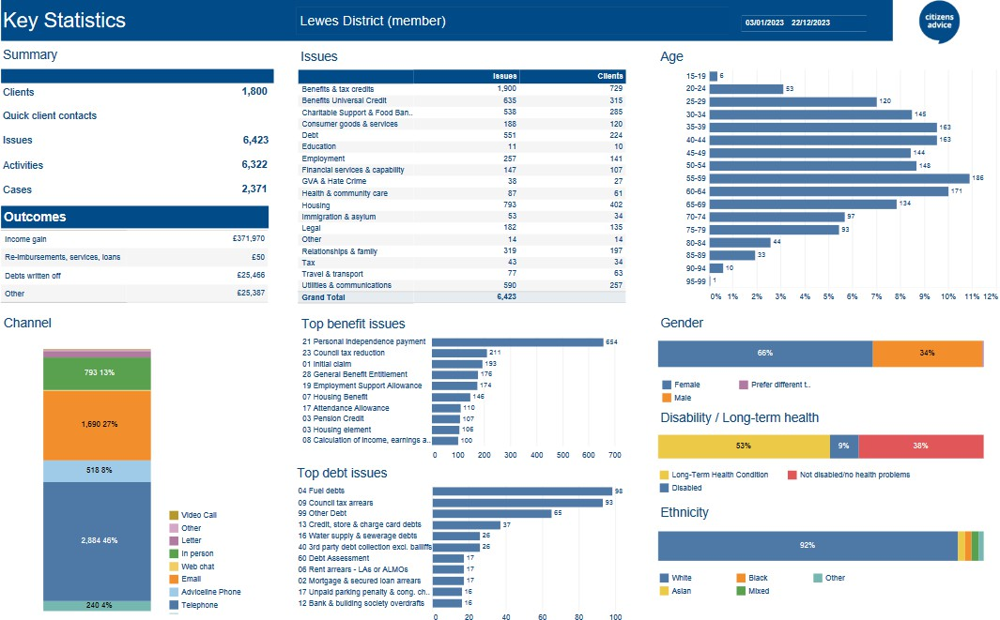 Key Statistics
Lewes District (member)
03/01/2023 22/12/2023
citizens
advice
Summary
Clients 1,800
Quick client contacts
Issues 6,423
Activities 6,322
Cases 2,371
Outcomes
Income gain £371,970
Re-imbursements, services, loans £50
Debts written off £25,466
Other £25,387
Issues
Issues Clients
Benefits & tax credits 1,900 729
Benefits Universal Credit 635 315
Charitable Support & Food Ban.. 538 285
Consumer goods & services 188 120
Debt 551 224
Education 11 10
Employment 257 141
Financial services & capability 147 107
GVA & Hate Crime 38 27
Health & community care 87 61
Housing 793 402
Immigration & asylum 53 34
Legal 182 135
Other 14 14
Relationships & family 319 197
Tax 43 34
Travel & transport 77 63
Utilities & communications 590 257
Grand Total 6,423
Age
15-19 6
20-24 53
25-29 120
30-34 145
35-39 163
40-44 163
45-49 144
50-54 148
55-59 186
60-64 171
65-69 134
70-74 97
75-79 93
80-84 44
85-89 33
90-94 10
95-99 1
0% 1% 2% 3% 4% 5% 6% 7% 8% 9% 10% 11% 12%
Channel
793 13%
1,690 27%
518 8%
2,884 46%
240 4%
Video Call
Other
Letter
In person
Web chat
Email
Adviceline Phone
Telephone
Top benefit issues
21 Personal independence payment 654
23 Council tax reduction 211
01 Initial claim 193
28 General Benefit Entitlement 176
19 Employment Support Allowance 174
07 Housing Benefit 146
17 Attendance Allowance 110
03 Pension Credit 107
03 Housing element 106
08 Calculation of income, earnings a.. 100
0 100 200 300 400 500 600 700
Top debt issues
04 Fuel debts 98
09 Council tax arrears 93
99 Other Debt 65
13 Credit, store & charge card debts 37
16 Water supply & sewerage debts 26
40 3rd party debt collection excl. bailiffs 26
60 Debt Assessment 17
06 Rent arrears - LAs or ALMOs 17
02 Mortgage & secured loan arrears 17
17 Unpaid parking penalty & cong. ch.. 16
12 Bank & building society overdrafts 16
0 20 40 60 80 100
Gender
66% 34%
Female Prefer different t..
Male
Disability / Long-term health
53% 9% 38%
Long-Term Health Condition Not disabled/no health problems
Disabled
Ethnicity
92%
White Black Other
Asian Mixed